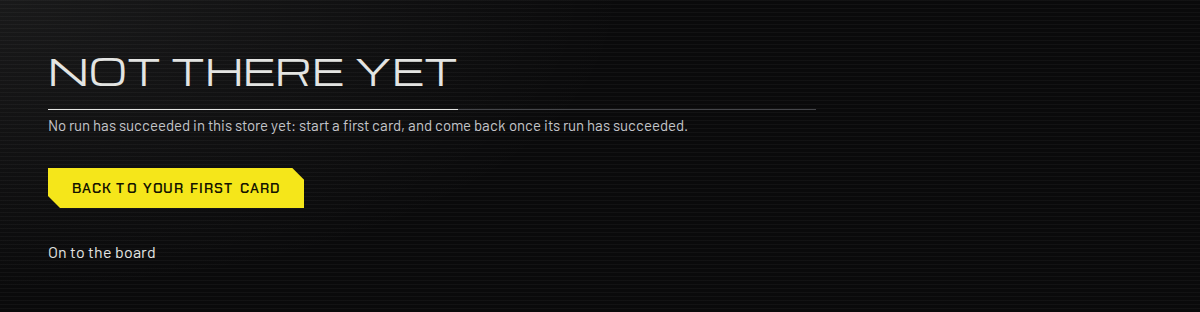 NOT THERE YET
No run has succeeded in this store yet: start a first card, and come back once its run has succeeded.
BACK TO YOUR FIRST CARD
On to the board